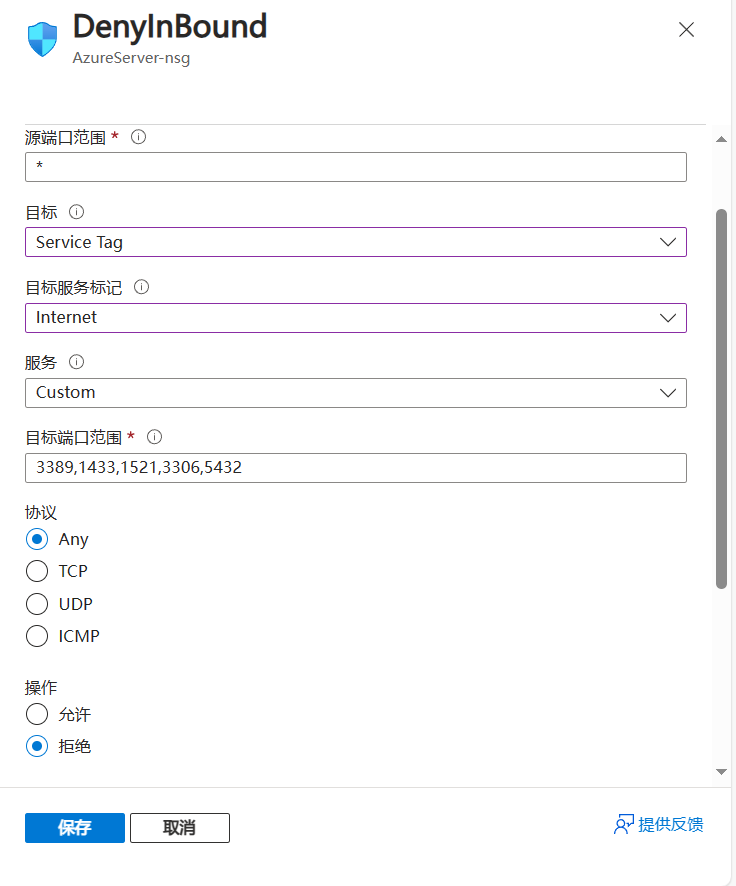 DenyInBound
AzureServer-nsg
源端口范围 *
*
目标
Service Tag
目标服务标记
Internet
服务
Custom
目标端口范围 *
3389,1433,1521,3306,5432
协议
Any
TCP
UDP
ICMP
操作
允许
拒绝
保存 取消 提供反馈